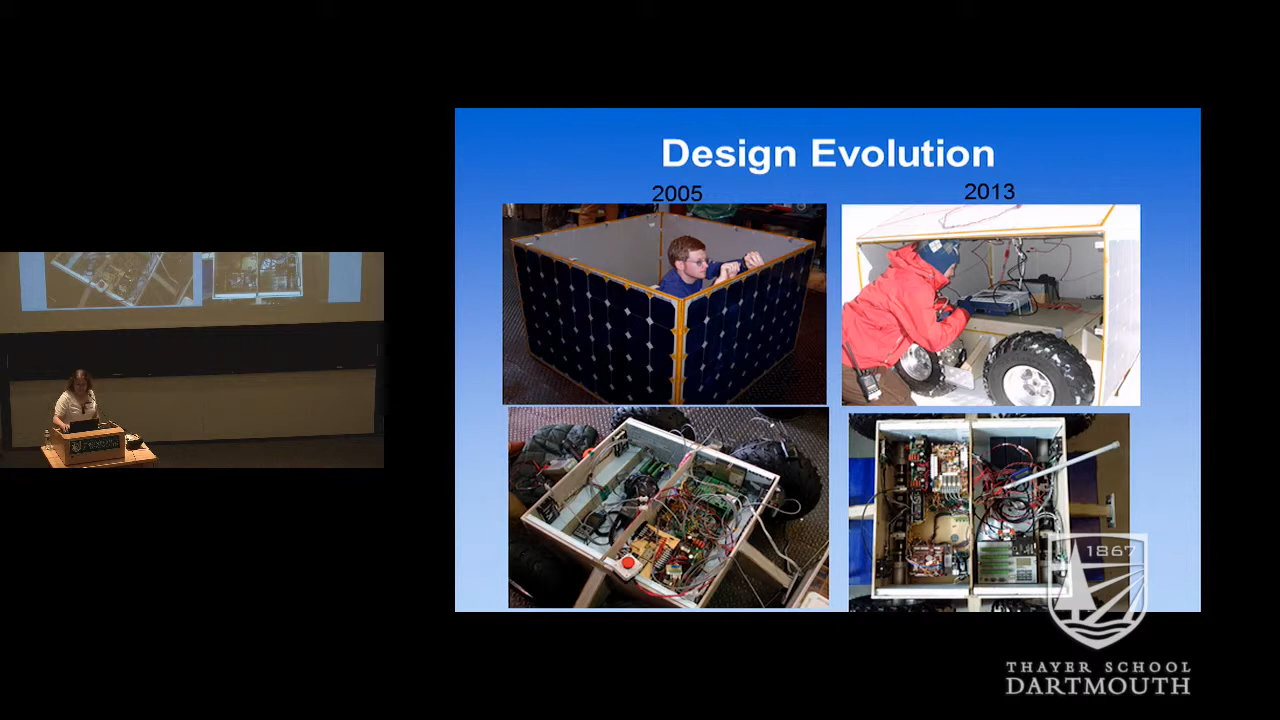 Design Evolution
2005
2013
1867
THAYER SCHOOL
DARTMOUTH